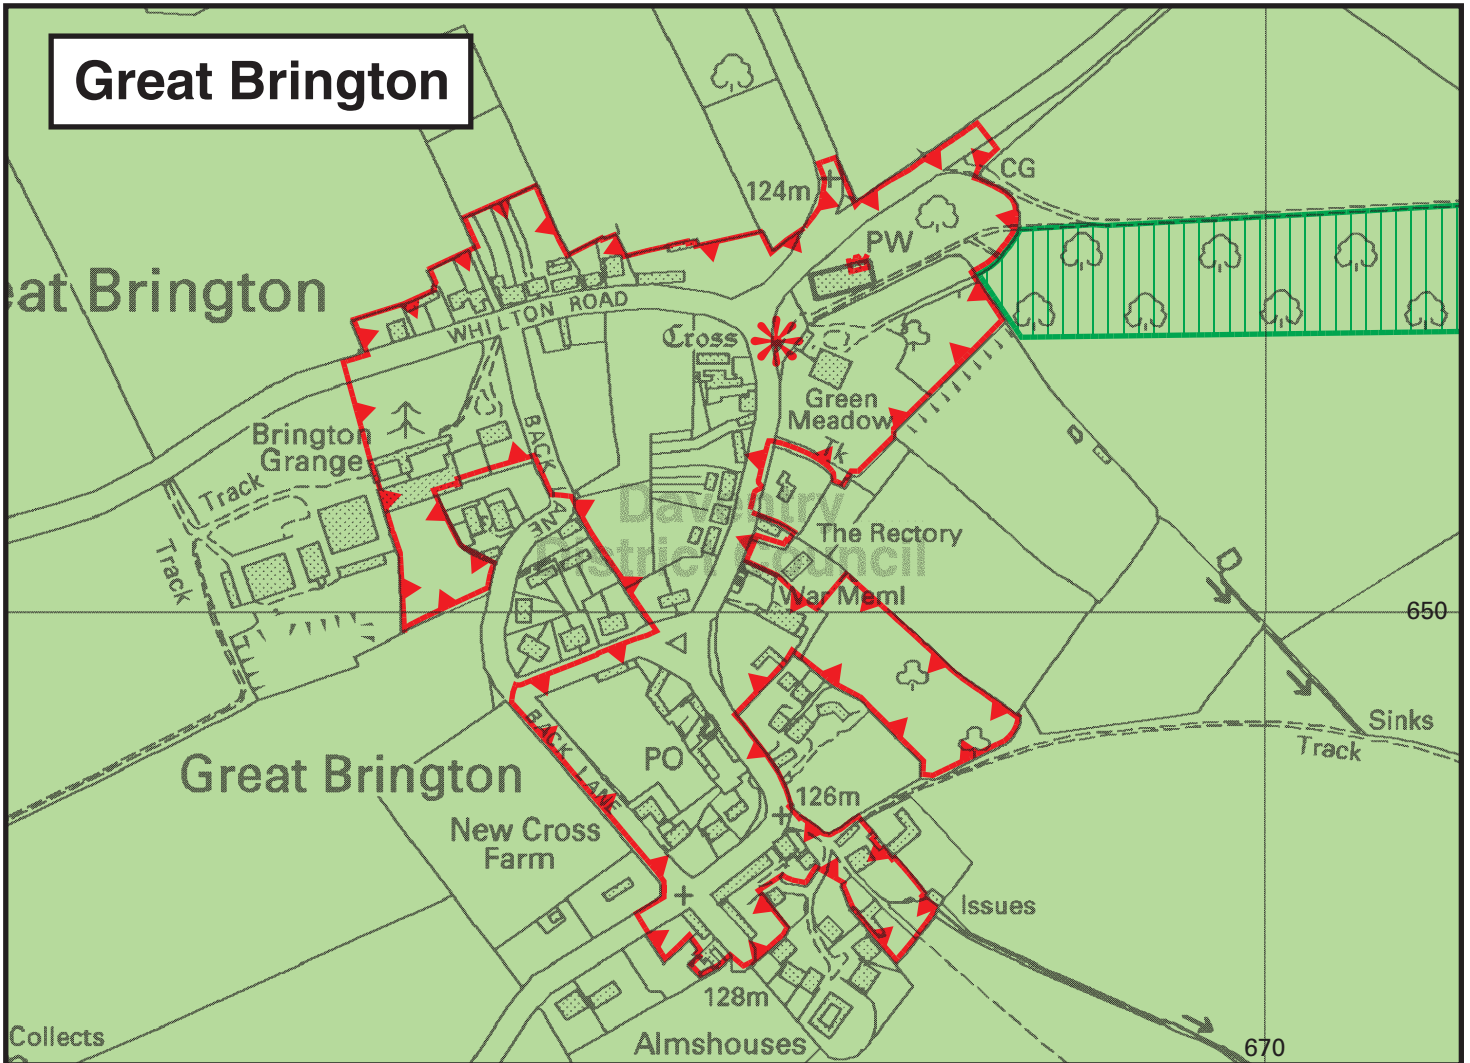 Great Brington
124m
CG
PW
eat Brington
WHILTON ROAD
Cross
Green
Meadow
BACK LANE
Brington
Grange
Tk
Track
Daventry
District Council
The Rectory
Track
War Meml
650
Sinks
Track
BACK LANE
PO
Great Brington
126m
New Cross
Farm
Issues
128m
Collects
Almshouses
670